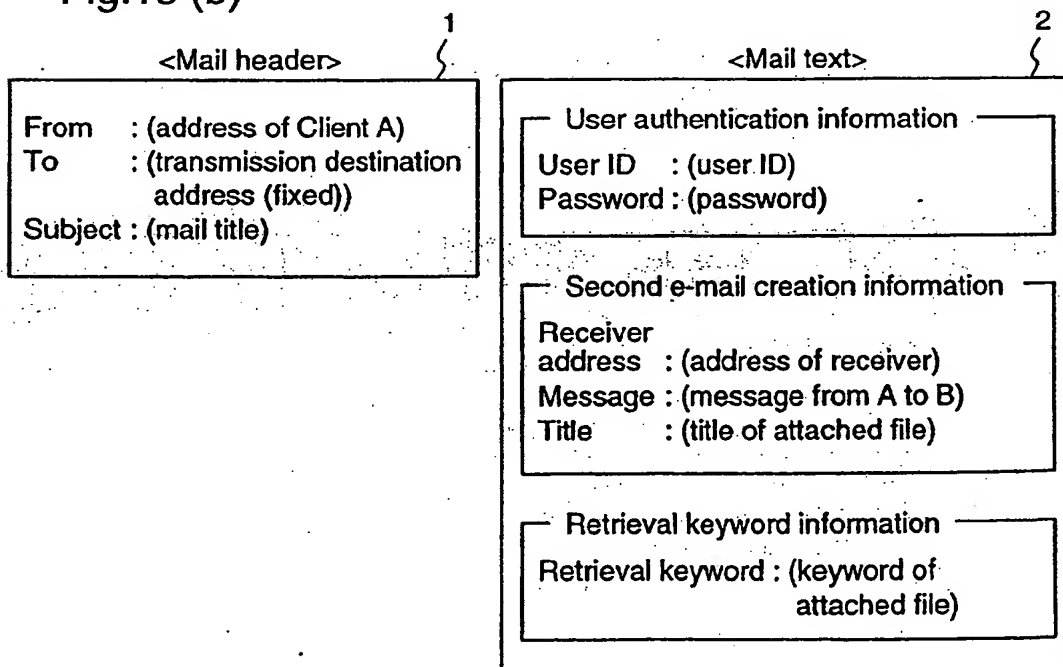 1
<Mail header>
From : (address of Client A)
To : (transmission destination
address (fixed))
Subject : (mail title)
2
<Mail text>
User authentication information
User ID : (user ID)
Password : (password)
Second e-mail creation information
Receiver
address : (address of receiver)
Message : (message from A to B)
Title : (title of attached file)
Retrieval keyword information
Retrieval keyword : (keyword of
attached file)